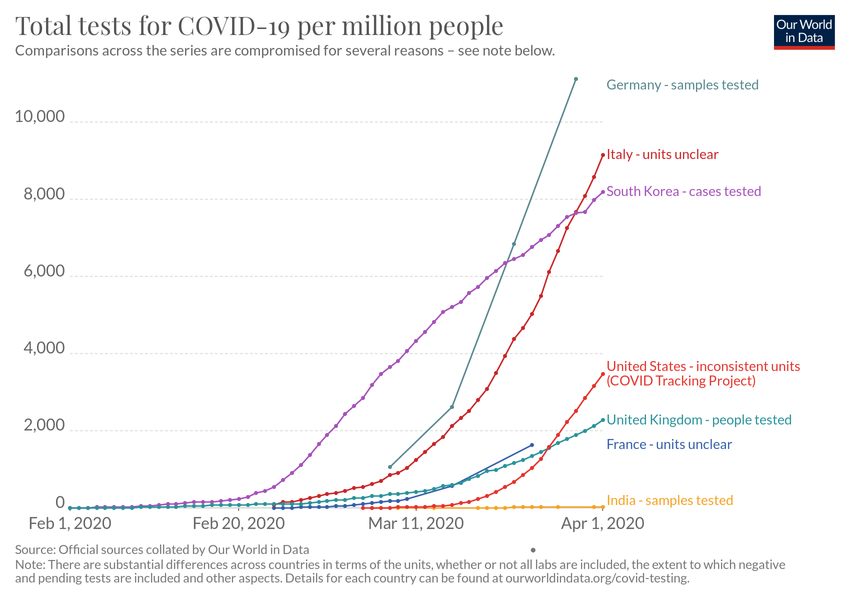 Total tests for COVID-19 per million people
Our World
in Data
Comparisons across the series are compromised for several reasons – see note below.
Germany - samples tested
10,000
Italy - units unclear
8,000
South Korea - cases tested
6,000
4,000
United States - inconsistent units
(COVID Tracking Project)
2,000
United Kingdom - people tested
France - units unclear
0
India - samples tested
Feb 1, 2020
Feb 20, 2020
Mar 11, 2020
Apr 1, 2020
Source: Official sources collated by Our World in Data
Note: There are substantial differences across countries in terms of the units, whether or not all labs are included, the extent to which negative
and pending tests are included and other aspects. Details for each country can be found at ourworldindata.org/covid-testing.